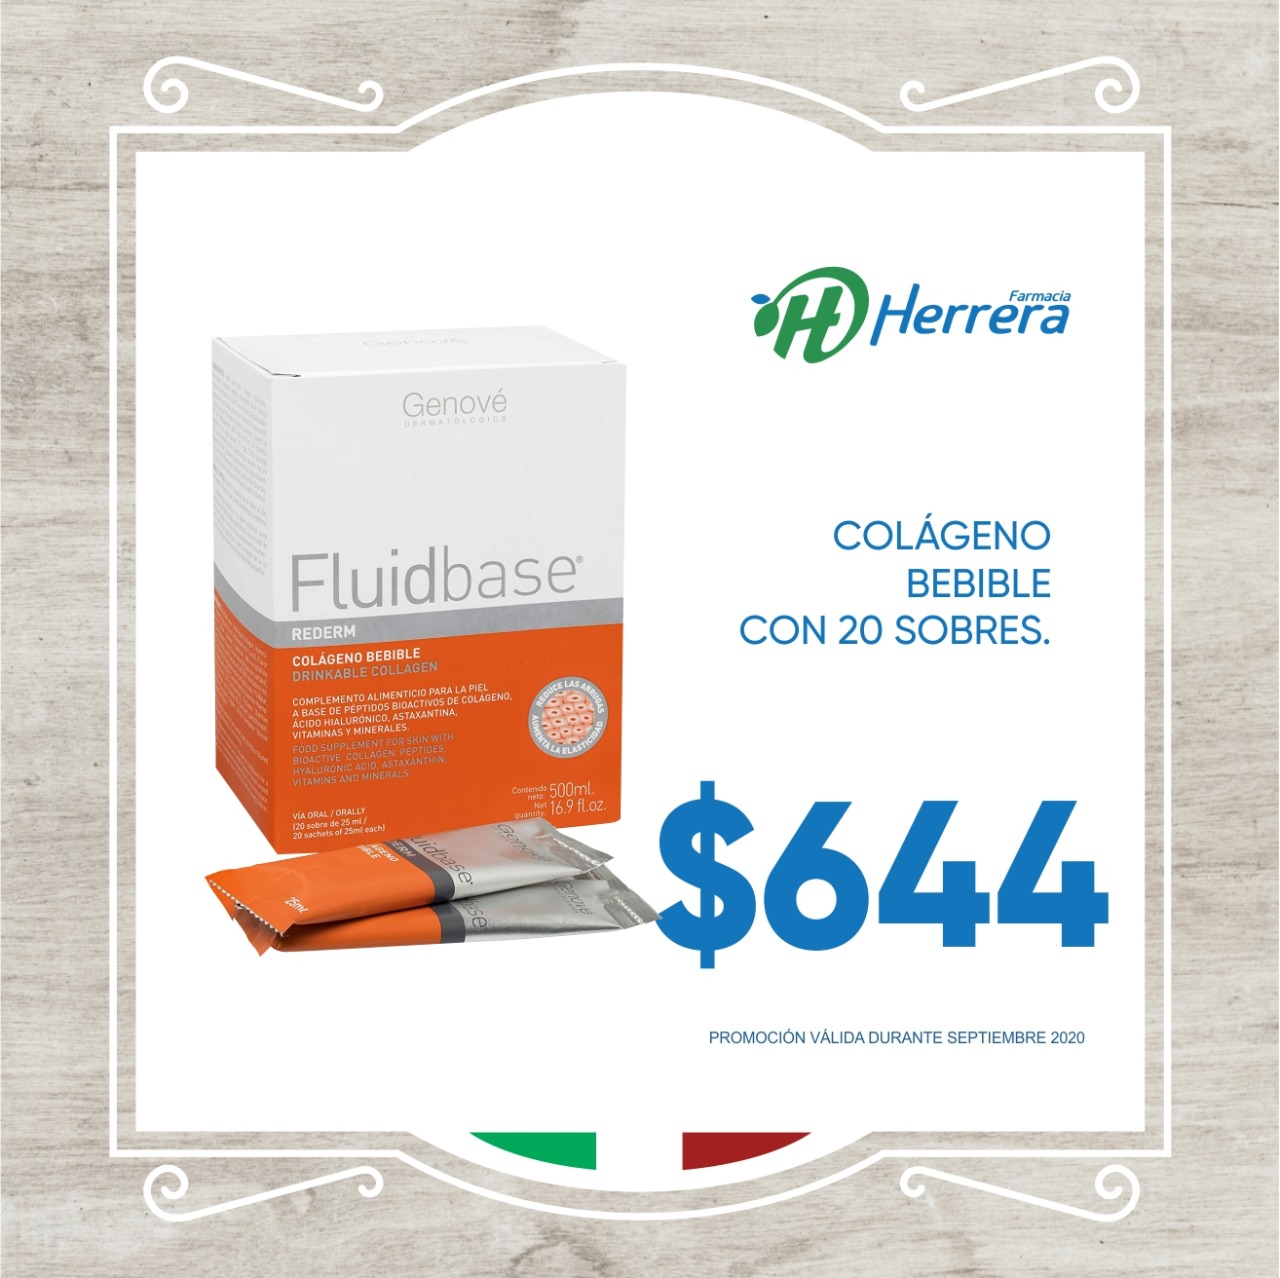 Farmacia
Herrera
Genové
Genové
DERMATOLOGICS
Fluidbase®
REDERM
COLÁGENO BEBIBLE
DRINKABLE COLLAGEN
COMPLEMENTO ALIMENTICIO PARA LA PIEL
A BASE DE PÉPTIDOS BIOACTIVOS DE COLÁGENO,
ÁCIDO HIALURÓNICO, ASTAXANTINA,
VITAMINAS Y MINERALES.
FOOD SUPPLEMENT FOR SKIN WITH
BIOACTIVE COLLAGEN PEPTIDES,
HYALURONIC ACID, ASTAXANTHIN,
VITAMINS AND MINERALS.
REDUCE LAS ARRUGAS
AUMENTA LA ELASTICIDAD
VÍA ORAL / ORALLY
(20 sobre de 25 ml /
20 sachets of 25ml each)
Contenido
neto: 500ml.
Net
quantity: 16.9 fl.oz.
COLÁGENO
BEBIBLE
CON 20 SOBRES.
$644
25ml
Genové
Genové
PROMOCIÓN VÁLIDA DURANTE SEPTIEMBRE 2020